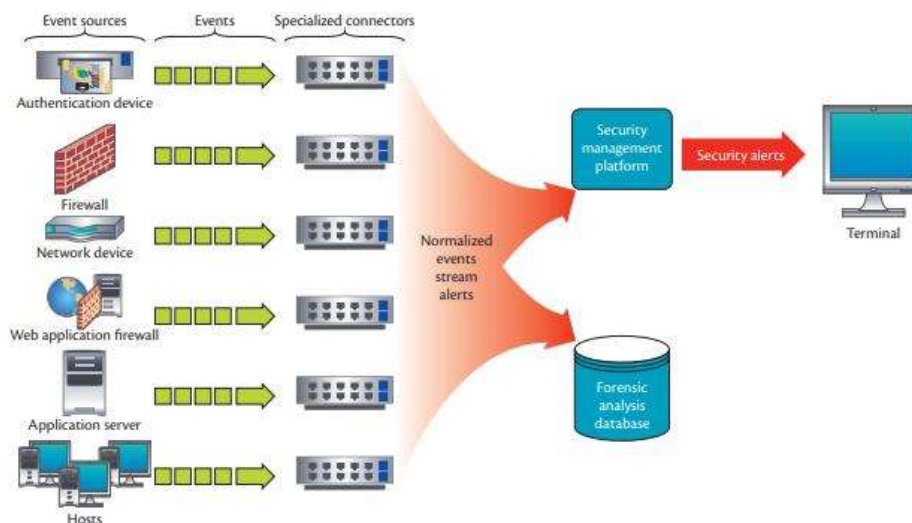 Event sources
Events
Specialized connectors
Authentication device
Firewall
Network device
Web application firewall
Application server
Hosts
Normalized
events
stream
alerts
Security
management
platform
Security alerts
Terminal
Forensic
analysis
database